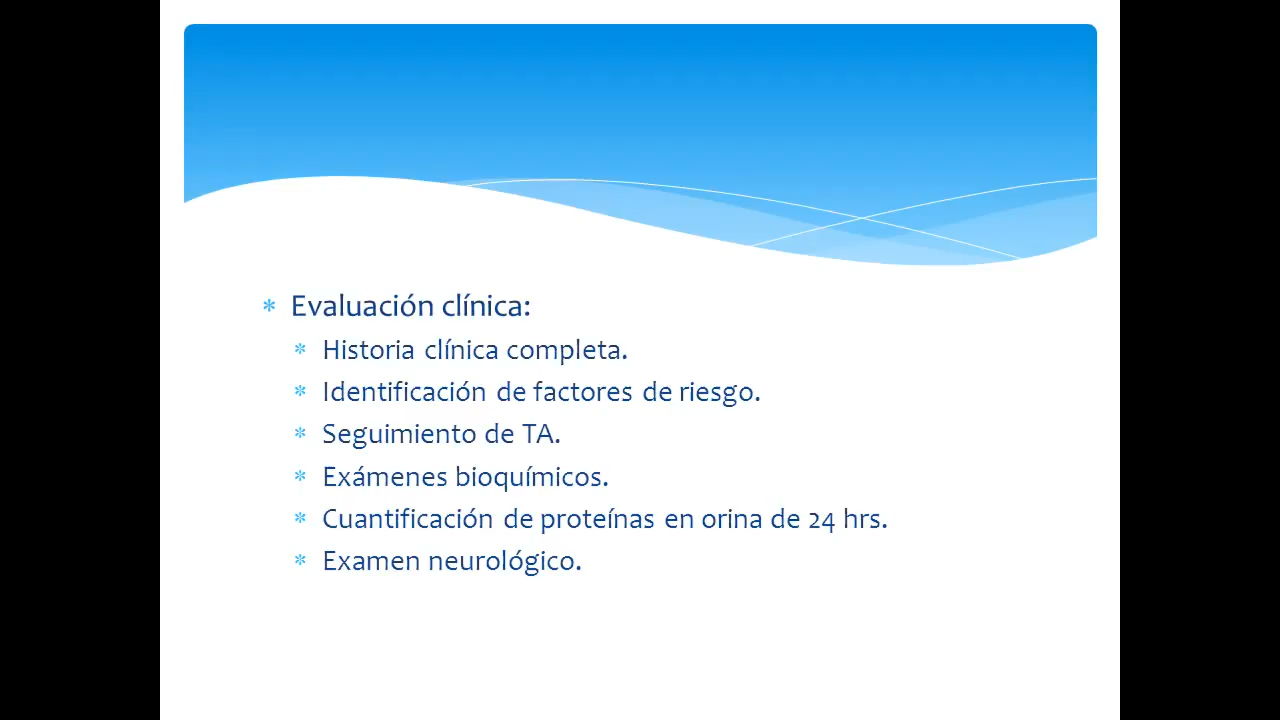 * Evaluación clínica:
* Historia clínica completa.
* Identificación de factores de riesgo.
* Seguimiento de TA.
* Exámenes bioquímicos.
* Cuantificación de proteínas en orina de 24 hrs.
* Examen neurológico.